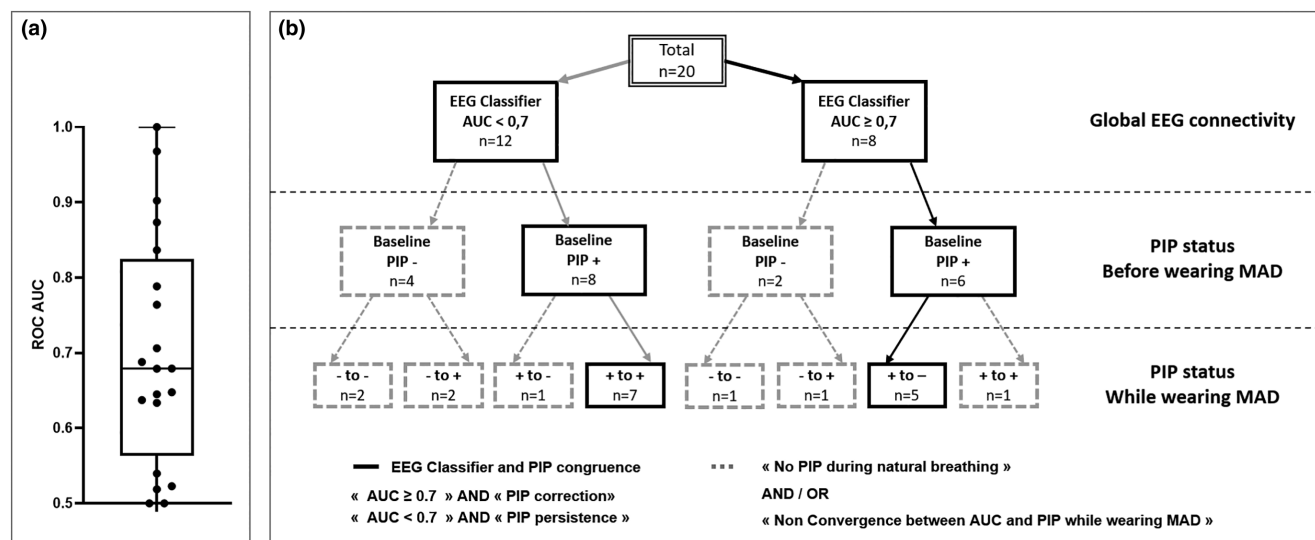 (a)
1.0
0.9
0.8
0.7
0.6
0.5
ROC AUC
(b)
Total
n=20
EEG Classifier
AUC < 0,7
n=12
EEG Classifier
AUC ≥ 0,7
n=8
Global EEG connectivity
Baseline
PIP -
n=4
Baseline
PIP +
n=8
Baseline
PIP -
n=2
Baseline
PIP +
n=6
PIP status
Before wearing MAD
- to -
n=2
- to +
n=2
+ to -
n=1
+ to +
n=7
- to -
n=1
- to +
n=1
+ to –
n=5
+ to +
n=1
PIP status
While wearing MAD
EEG Classifier and PIP congruence
« AUC ≥ 0.7 » AND « PIP correction»
« AUC < 0.7 » AND « PIP persistence »
« No PIP during natural breathing »
AND / OR
« Non Convergence between AUC and PIP while wearing MAD »